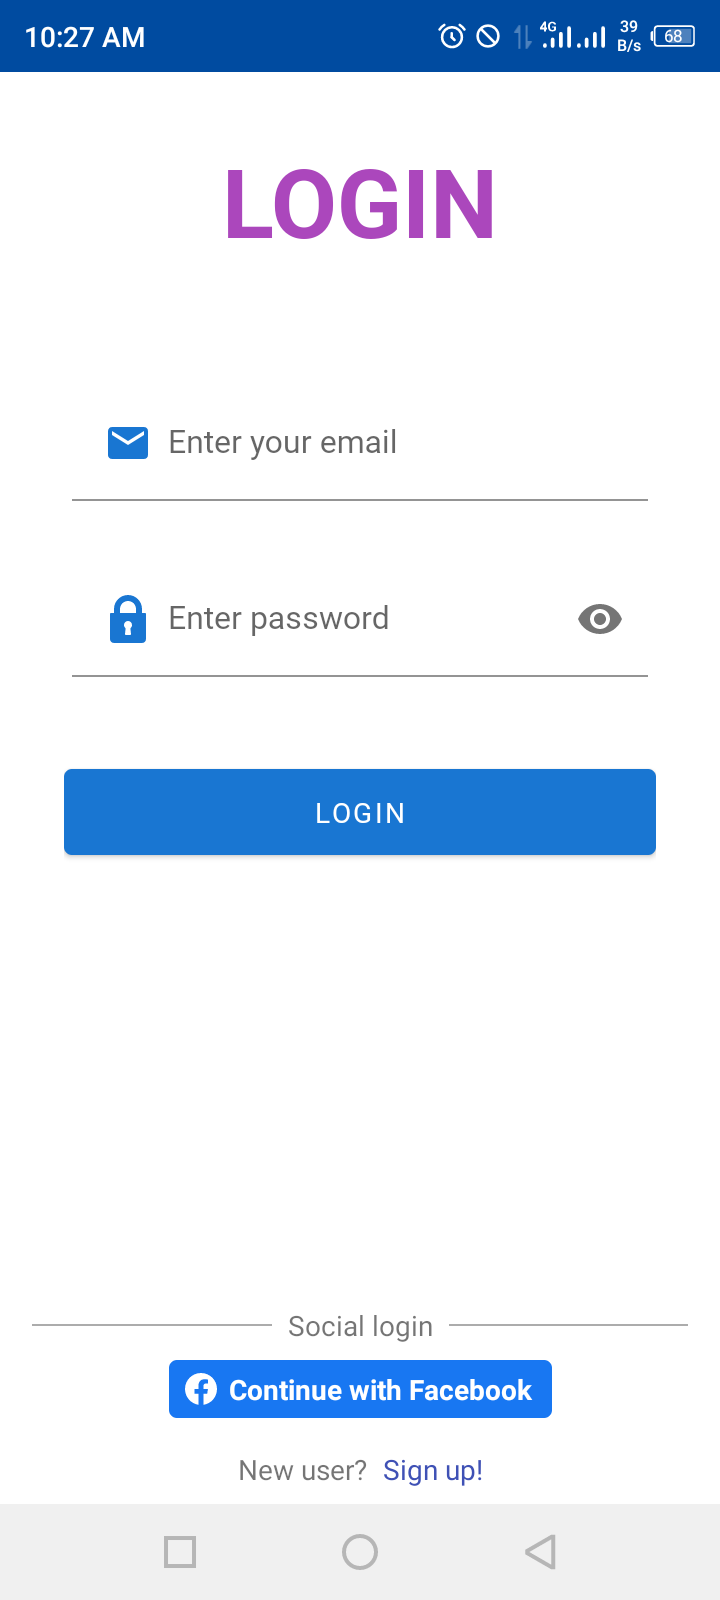 10:27 AM 4G 39 B/s 68
LOGIN
Enter your email
Enter password
LOGIN
Social login
Continue with Facebook
New user? Sign up!